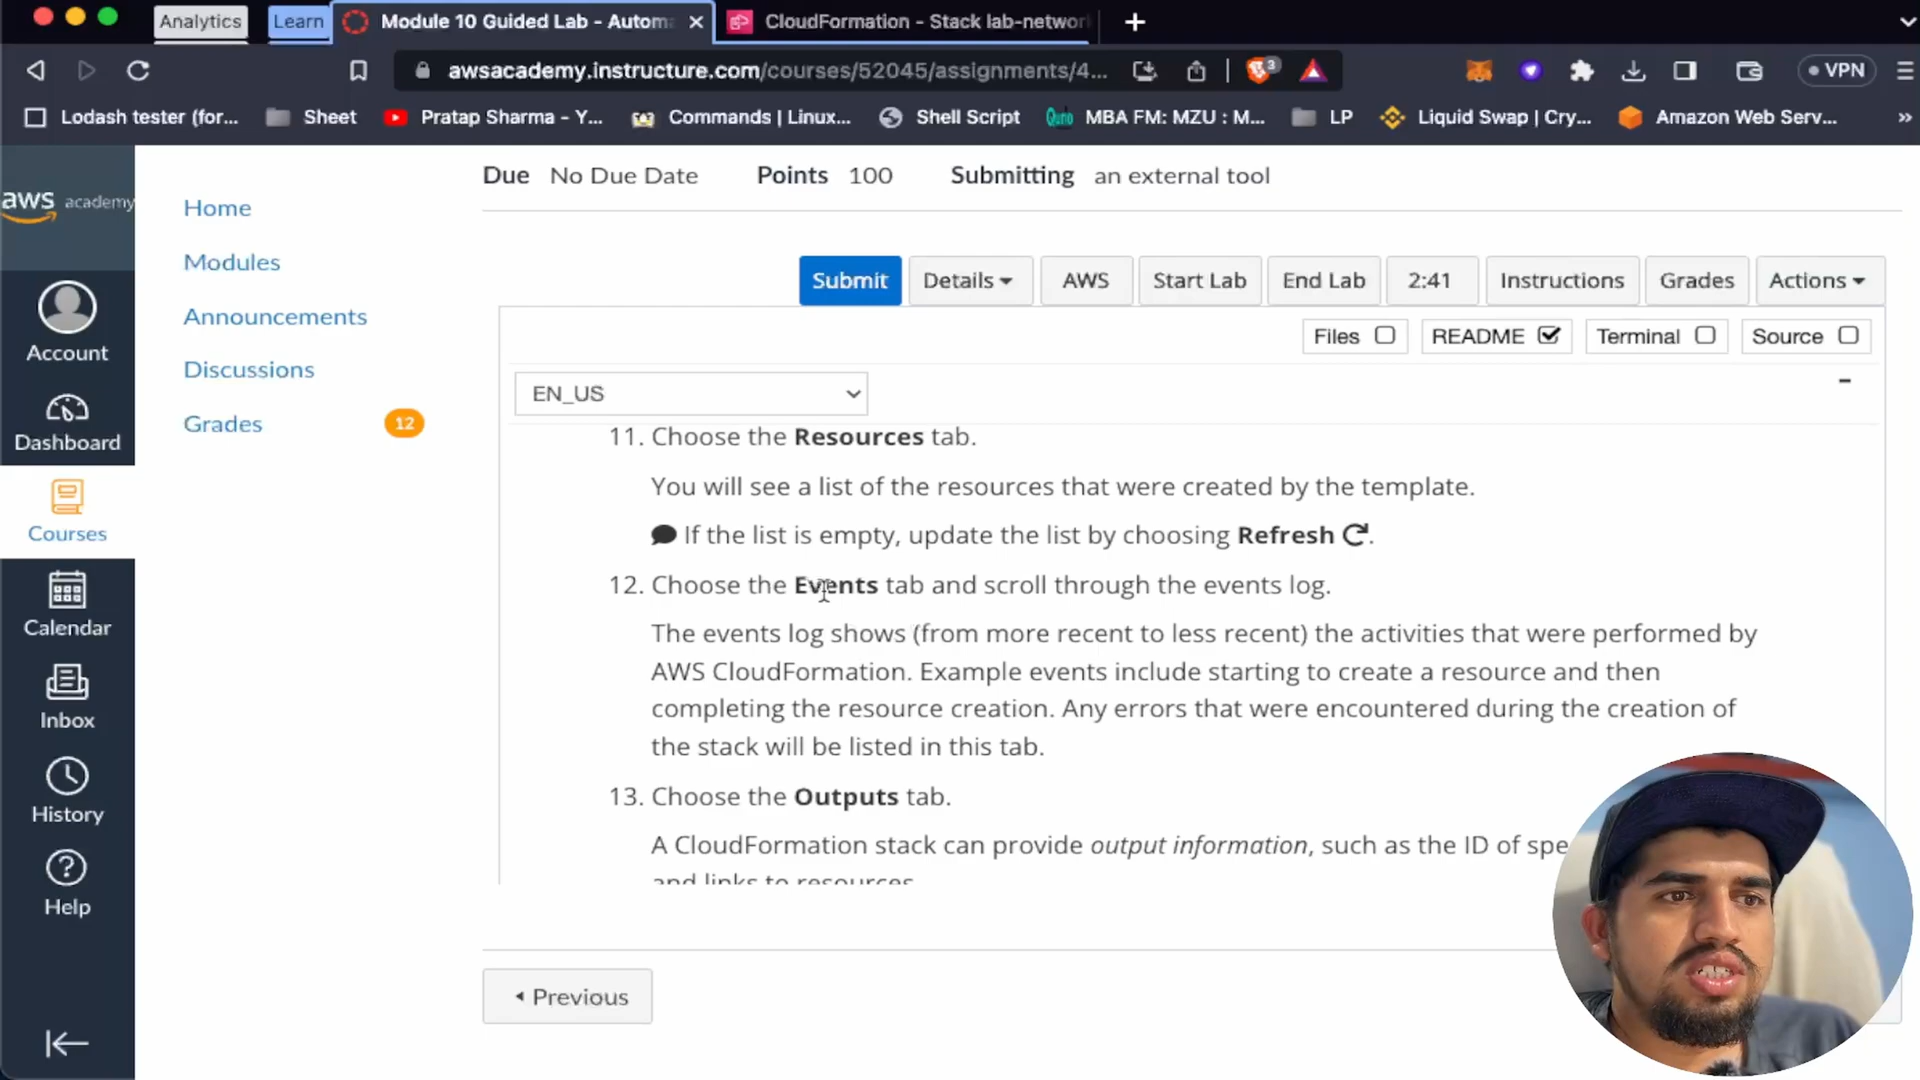 Analytics
Learn
Module 10 Guided Lab - Automa
CloudFormation - Stack lab-networ
awsacademy.instructure.com/courses/52045/assignments/4...
3
VPN
Lodash tester (for...
Sheet
Pratap Sharma - Y...
Commands | Linux...
Shell Script
MBA FM: MZU : M...
LP
Liquid Swap | Cry...
Amazon Web Serv...
aws academy
Account
Dashboard
Courses
Calendar
Inbox
History
Help
Home
Modules
Announcements
Discussions
Grades 12
Due No Due Date Points 100 Submitting an external tool
Submit Details AWS Start Lab End Lab 2:41 Instructions Grades Actions
Files README Terminal Source
EN_US
11. Choose the Resources tab.
You will see a list of the resources that were created by the template.
If the list is empty, update the list by choosing Refresh .
12. Choose the Events tab and scroll through the events log.
The events log shows (from more recent to less recent) the activities that were performed by
AWS CloudFormation. Example events include starting to create a resource and then
completing the resource creation. Any errors that were encountered during the creation of
the stack will be listed in this tab.
13. Choose the Outputs tab.
A CloudFormation stack can provide output information, such as the ID of spe
and links to resources.
Previous